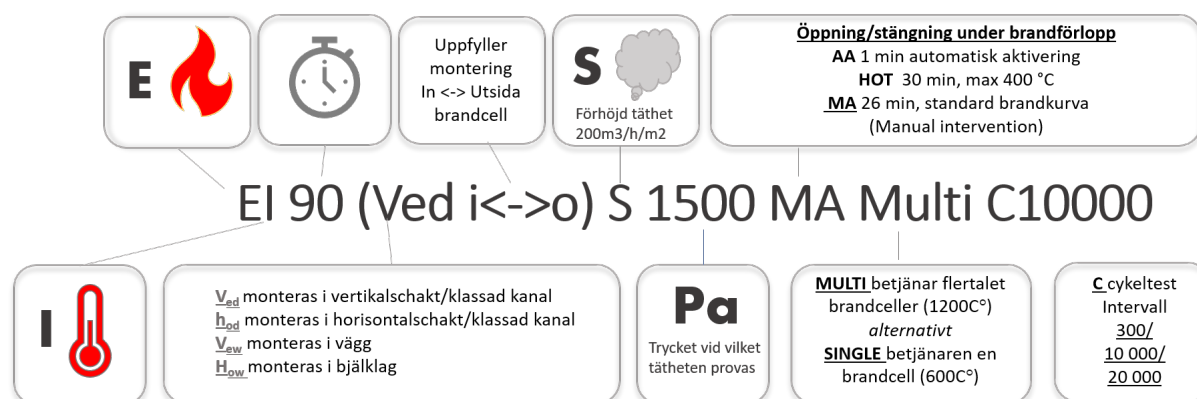 E
Uppfyller
montering
In <-> Utsida
brandcell
S
Förhöjd täthet
200m3/h/m2
Öppning/stängning under brandförlopp
AA 1 min automatisk aktivering
HOT 30 min, max 400 °C
MA 26 min, standard brandkurva
(Manual intervention)
EI 90 (Ved i<->o) S 1500 MA Multi C10000
I
Ved monteras i vertikalschakt/klassad kanal
hod monteras i horisontalschakt/klassad kanal
Vew monteras i vägg
How monteras i bjälklag
Pa
Trycket vid vilket
tätheten provas
MULTI betjänar flertalet
brandceller (1200C°)
alternativt
SINGLE betjänaren en
brandcell (600C°)
C cykeltest
Intervall
300/
10 000/
20 000